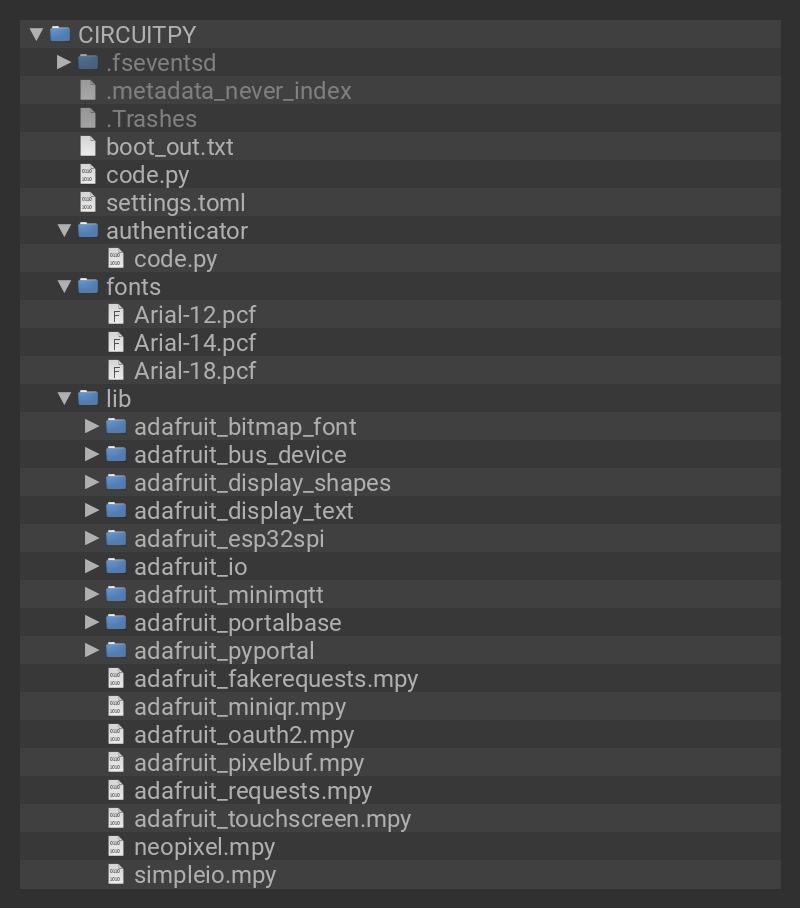 CIRCUITPY
.fseventsd
.metadata_never_index
.Trashes
boot_out.txt
code.py
settings.toml
authenticator
code.py
fonts
Arial-12.pcf
Arial-14.pcf
Arial-18.pcf
lib
adafruit_bitmap_font
adafruit_bus_device
adafruit_display_shapes
adafruit_display_text
adafruit_esp32spi
adafruit_io
adafruit_minimqtt
adafruit_portalbase
adafruit_pyportal
adafruit_fakerequests.mpy
adafruit_miniqr.mpy
adafruit_oauth2.mpy
adafruit_pixelbuf.mpy
adafruit_requests.mpy
adafruit_touchscreen.mpy
neopixel.mpy
simpleio.mpy